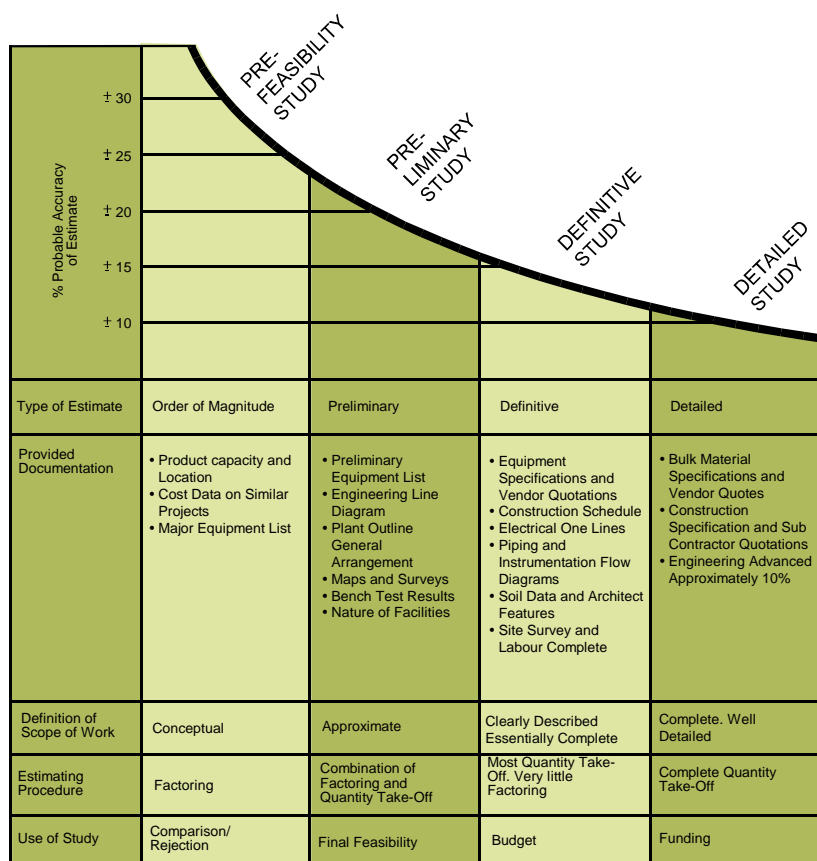 PRE-
FEASIBILITY
STUDY
PRE-
LIMINARY
STUDY
DEFINITIVE
STUDY
DETAILED
STUDY
% Probable Accuracy
of Estimate
± 30
± 25
± 20
± 15
± 10
Type of Estimate
Order of Magnitude
Preliminary
Definitive
Detailed
Provided
Documentation
• Product capacity and
Location
• Cost Data on Similar
Projects
• Major Equipment List
• Preliminary
Equipment List
• Engineering Line
Diagram
• Plant Outline
General
Arrangement
• Maps and Surveys
• Bench Test Results
• Nature of Facilities
• Equipment
Specifications and
Vendor Quotations
• Construction Schedule
• Electrical One Lines
• Piping and
Instrumentation Flow
Diagrams
• Soil Data and Architect
Features
• Site Survey and
Labour Complete
• Bulk Material
Specifications and
Vendor Quotes
• Construction
Specification and Sub
Contractor Quotations
• Engineering Advanced
Approximately 10%
Definition of
Scope of Work
Conceptual
Approximate
Clearly Described
Essentially Complete
Complete. Well
Detailed
Estimating
Procedure
Factoring
Combination of
Factoring and
Quantity Take-Off
Most Quantity Take-
Off. Very little
Factoring
Complete Quantity
Take-Off
Use of Study
Comparison/
Rejection
Final Feasibility
Budget
Funding